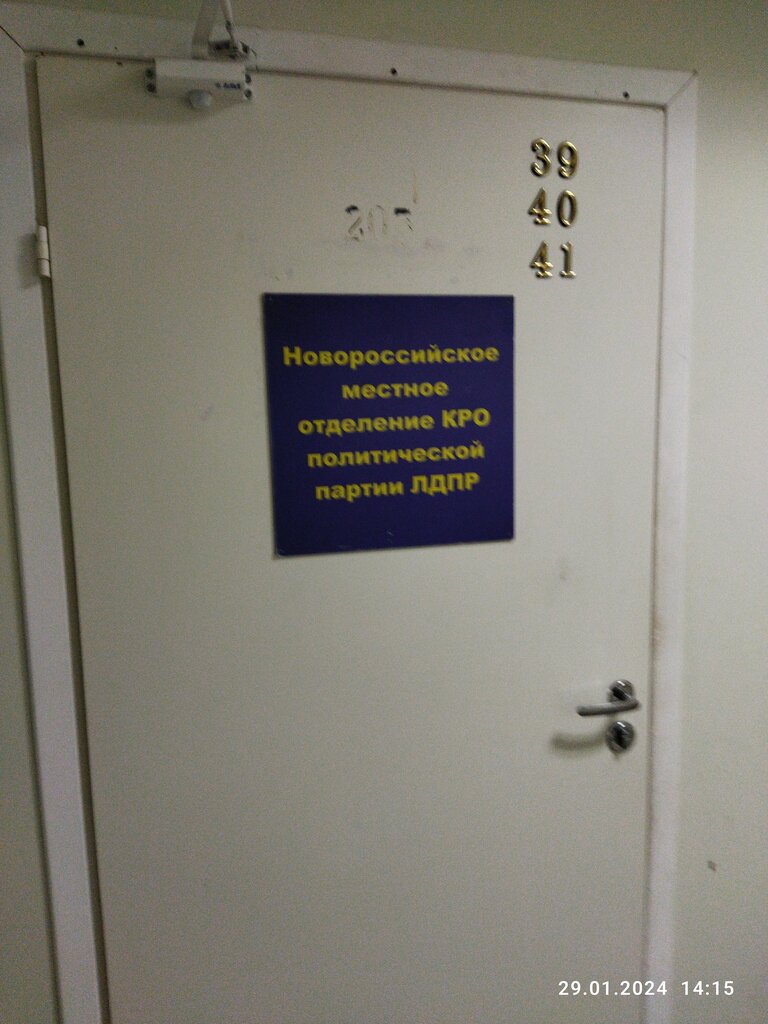 39
40
41
Новороссийское
местное
отделение КРО
политической
партии ЛДПР
29.01.2024 14:15